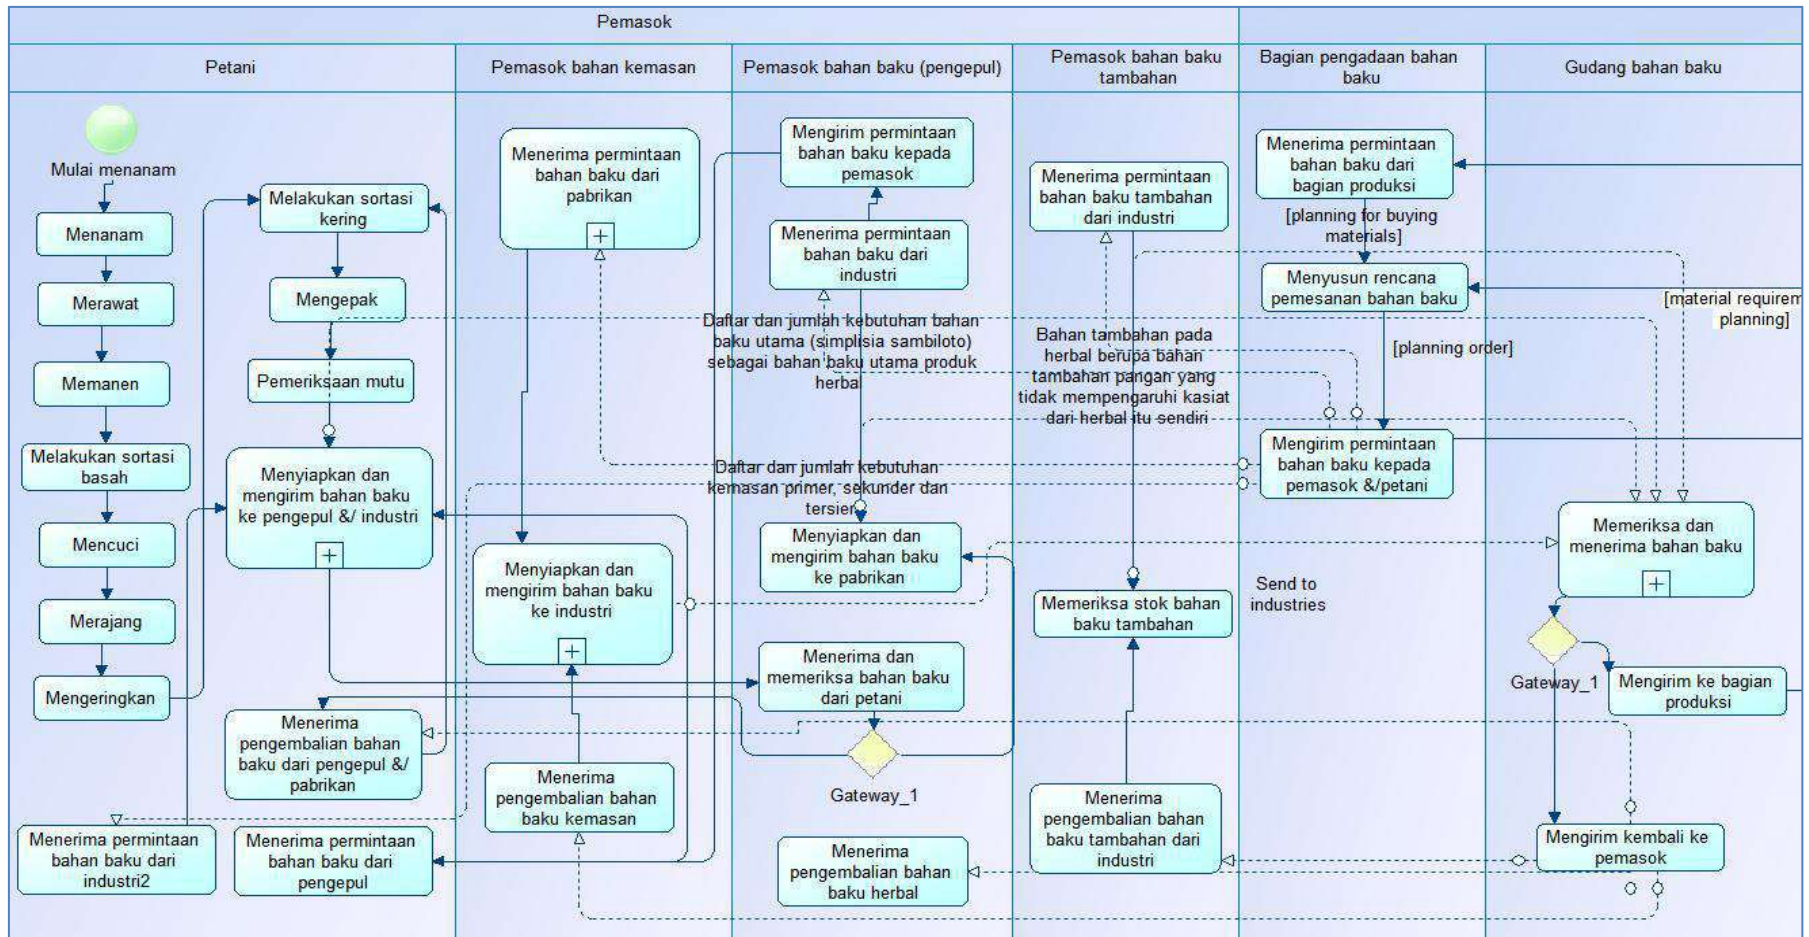 Pemasok
Petani
Pemasok bahan kemasan
Pemasok bahan baku (pengepul)
Pemasok bahan baku
tambahan
Bagian pengadaan bahan
baku
Gudang bahan baku
Mulai menanam
Menanam
Merawat
Memanen
Melakukan sortasi
basah
Mencuci
Merajang
Mengeringkan
Menerima permintaan
bahan baku dari
industri2
Melakukan sortasi
kering
Mengepak
Pemeriksaan mutu
Menyiapkan dan
mengirim bahan baku
ke pengepul &/ industri
Menerima
pengembalian bahan
baku dari pengepul &/
pabrikan
Menerima permintaan
bahan baku dari
pengepul
Menerima permintaan
bahan baku dari
pabrikan
Menyiapkan dan
mengirim bahan baku
ke industri
Menerima
pengembalian bahan
baku kemasan
Mengirim permintaan
bahan baku kepada
pemasok
Menerima permintaan
bahan baku dari
industri
Daftar dan jumlah kebutuhan bahan
baku utama (simplisia sambiloto)
sebagai bahan baku utama produk
herbal
Daftar dan jumlah kebutuhan
kemasan primer, sekunder dan
tersier
Menyiapkan dan
mengirim bahan baku
ke pabrikan
Menerima dan
memeriksa bahan baku
dari petani
Gateway_1
Menerima
pengembalian bahan
baku herbal
Menerima permintaan
bahan baku tambahan
dari industri
Bahan tambahan pada
herbal berupa bahan
tambahan pangan yang
tidak mempengaruhi kasiat
dari herbal itu sendiri
Memeriksa stok bahan
baku tambahan
Menerima
pengembalian bahan
baku tambahan dari
industri
Menerima permintaan
bahan baku dari
bagian produksi
[planning for buying
materials]
Menyusun rencana
pemesanan bahan baku
[planning order]
Mengirim permintaan
bahan baku kepada
pemasok &/petani
Send to
industries
[material requirem
planning]
Memeriksa dan
menerima bahan baku
Gateway_1
Mengirim ke bagian
produksi
Mengirim kembali ke
pemasok